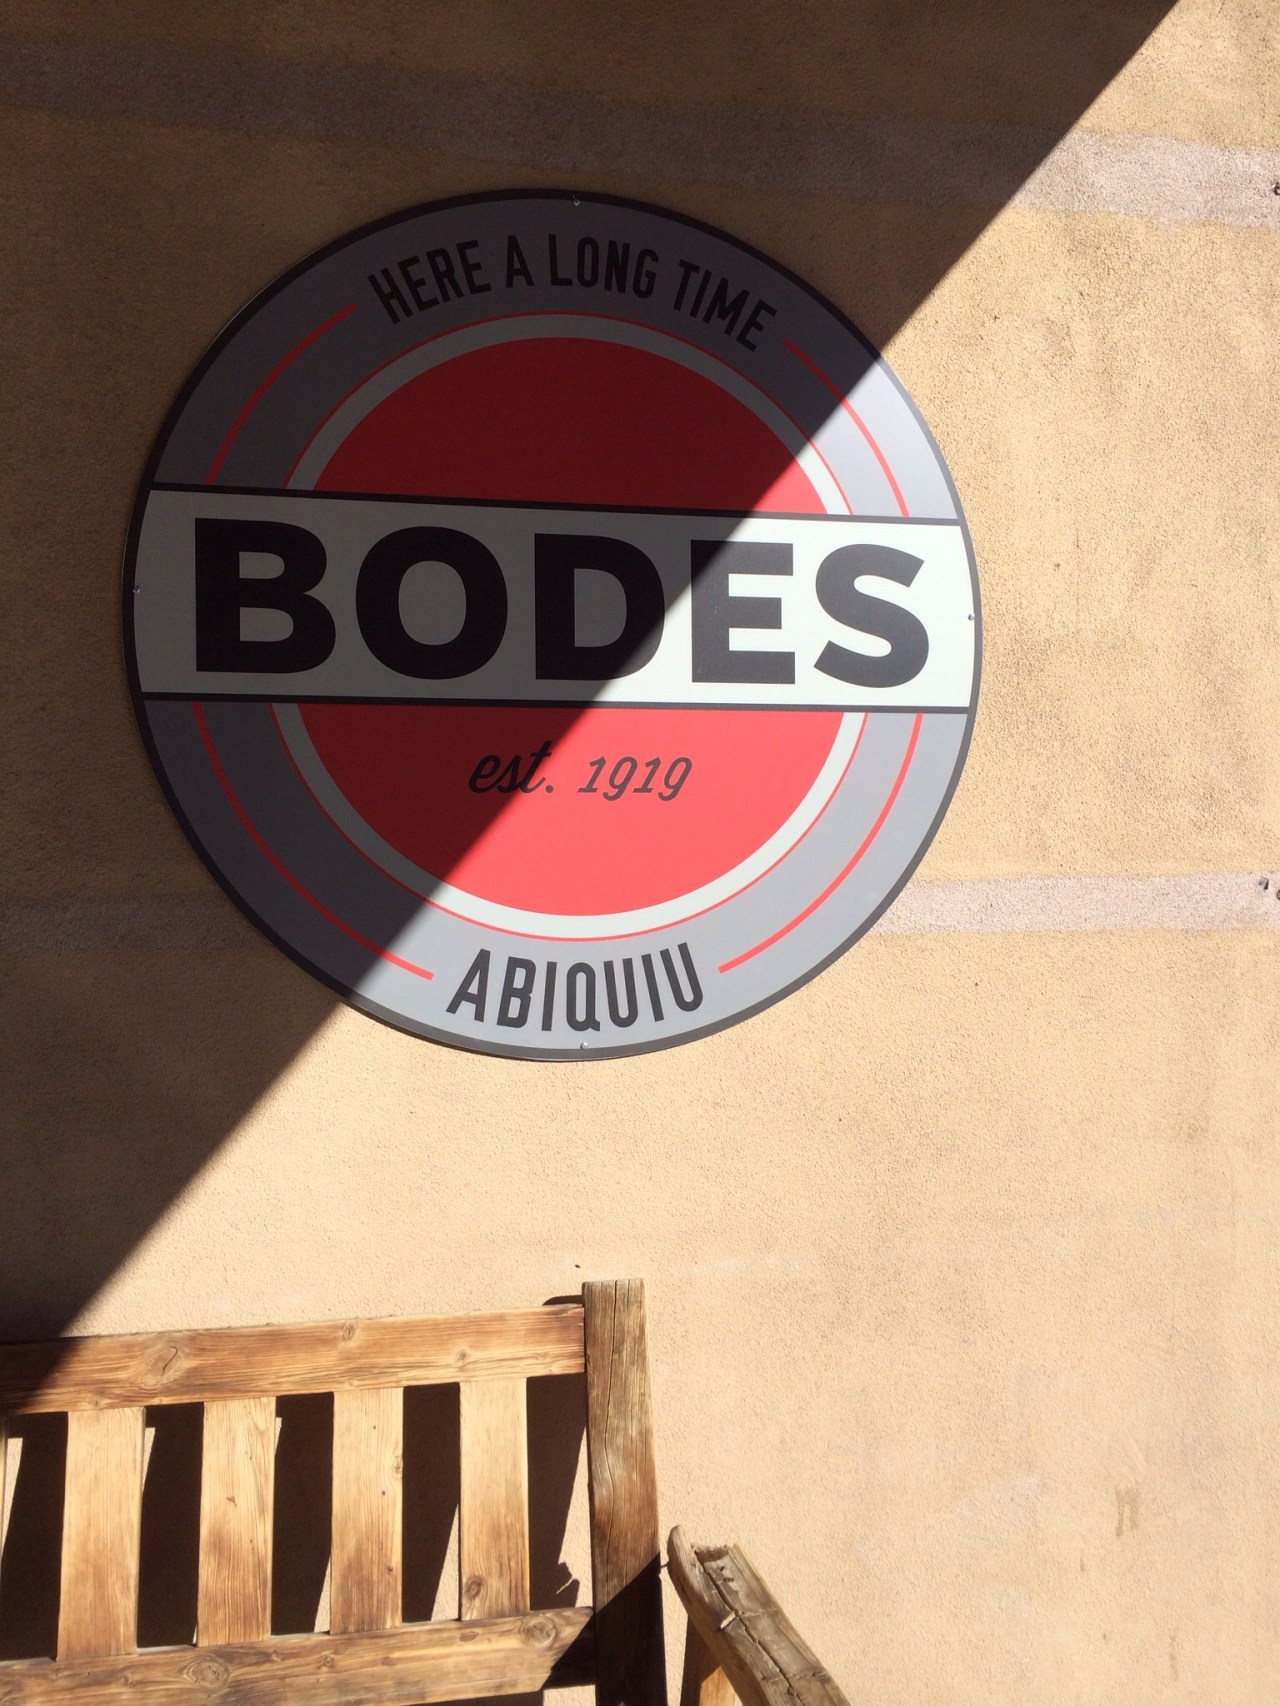 HERE A LONG TIME
BODES
est. 1919
ABIQUIU